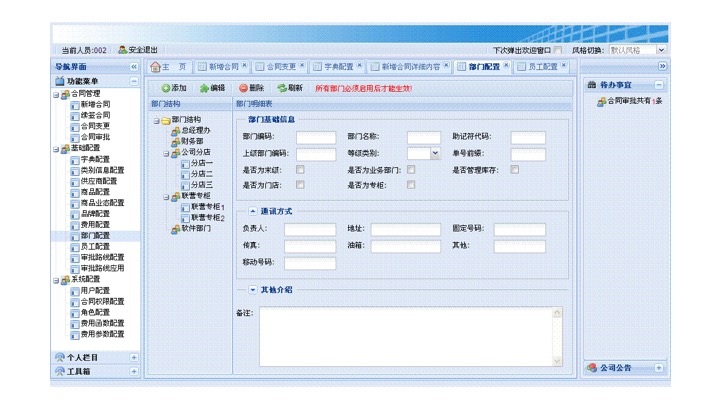 当前人员:002 安全退出 下次弹出欢迎窗口 风格切换: 默认风格
导航界面
主 页 新增合同 合同变更 字典配置 新增合同详细内容 部门配置 员工配置
功能菜单
合同管理
新增合同
续签合同
合同变更
合同审批
基础配置
字典配置
类别信息配置
供应商配置
商品配置
商品业态配置
品牌配置
费用配置
部门配置
员工配置
审批路线配置
审批路线应用
系统配置
用户配置
合同权限配置
角色配置
费用函数配置
费用参数配置
个人栏目
工具箱
添加 编辑 删除 刷新 所有部门必须启用后才能生效!
部门结构
部门结构
总经理办
财务部
公司分店
分店一
分店二
分店三
联营专柜
联营专柜1
联营专柜2
软件部门
部门明细表
部门基础信息
部门编码: 部门名称: 助记符代码:
上级部门编码: 等级类别: 单号前缀:
是否为末级: 是否为业务部门: 是否管理库存:
是否为门店: 是否为专柜:
通讯方式
负责人: 地址: 固定号码:
传真: 油箱: 其他:
移动号码:
其他介绍
备注:
待办事宜
合同审批共有1条
公司公告